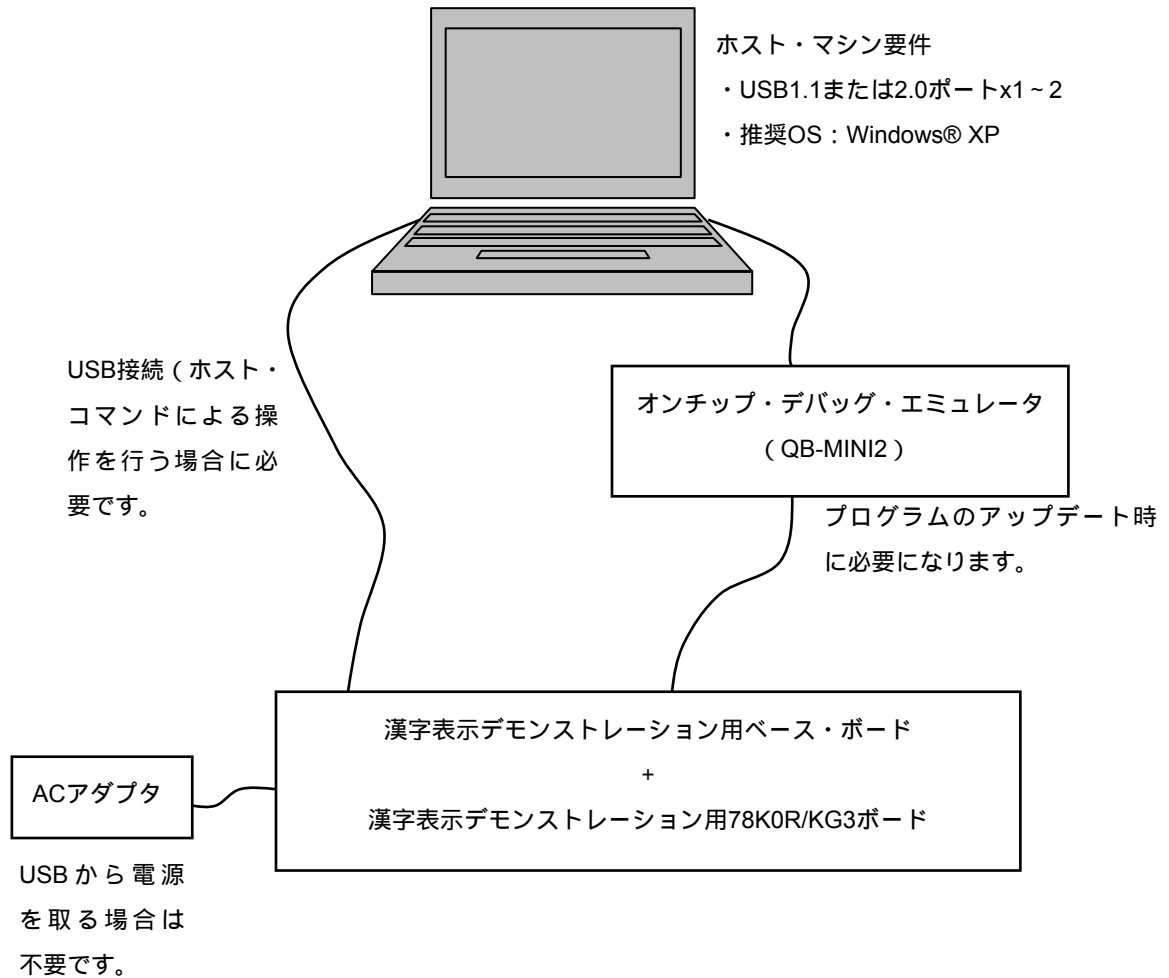 ホスト・マシン要件
・USB1.1または2.0ポートx1~2
・推奨OS：Windows® XP
USB接続（ホスト・
コマンドによる操
作を行う場合に必
要です。
オンチップ・デバッグ・エミュレータ
（QB-MINI2）
プログラムのアップデート時
に必要になります。
漢字表示デモンストレーション用ベース・ボード
+
漢字表示デモンストレーション用78K0R/KG3ボード
ACアダプタ
USBから電源
を取る場合は
不要です。